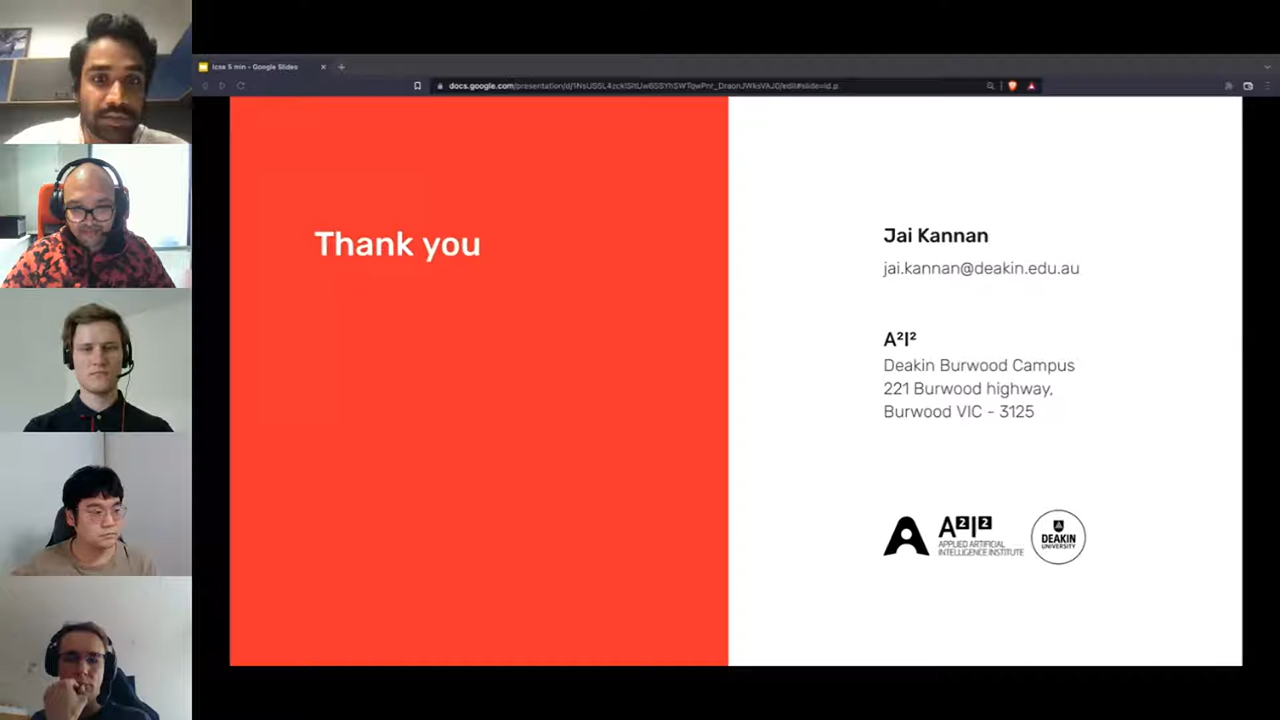 Icse 5 min - Google Slides
Thank you
Jai Kannan
jai.kannan@deakin.edu.au
A²I²
Deakin Burwood Campus
221 Burwood highway,
Burwood VIC - 3125
A²I²
APPLIED ARTIFICIAL
INTELLIGENCE INSTITUTE
DEAKIN
UNIVERSITY